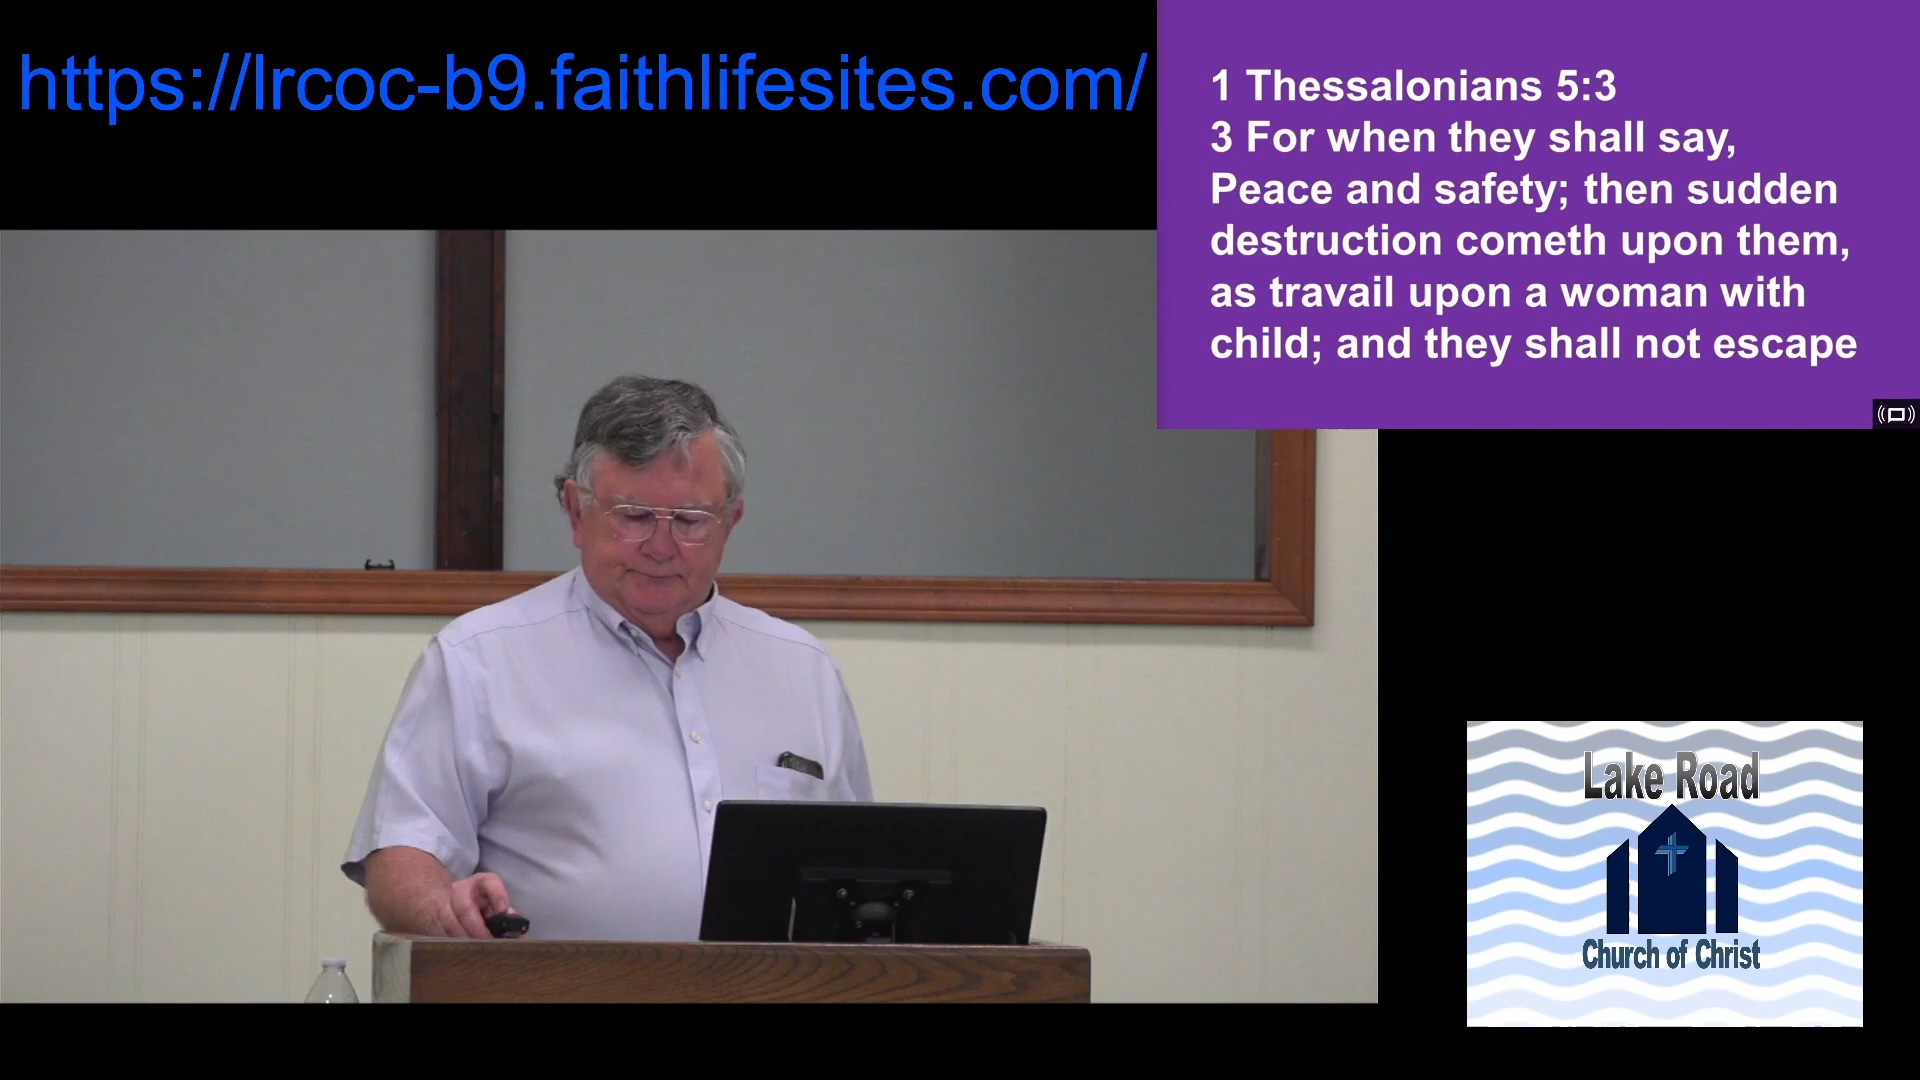 https://lrcoc-b9.faithlifesites.com/
1 Thessalonians 5:3
3 For when they shall say,
Peace and safety; then sudden
destruction cometh upon them,
as travail upon a woman with
child; and they shall not escape
Lake Road
Church of Christ